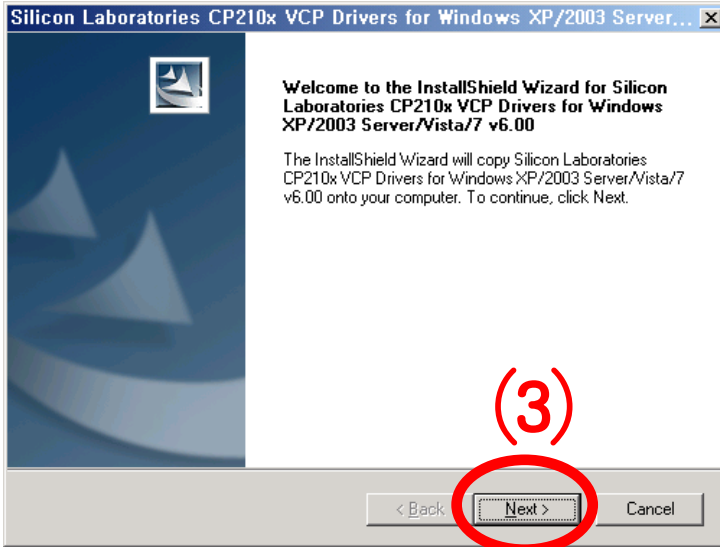 Silicon Laboratories CP210x VCP Drivers for Windows XP/2003 Server...
Welcome to the InstallShield Wizard for Silicon
Laboratories CP210x VCP Drivers for Windows
XP/2003 Server/Vista/7 v6.00
The InstallShield Wizard will copy Silicon Laboratories
CP210x VCP Drivers for Windows XP/2003 Server/Vista/7
v6.00 onto your computer. To continue, click Next.
(3)
< Back Next > Cancel